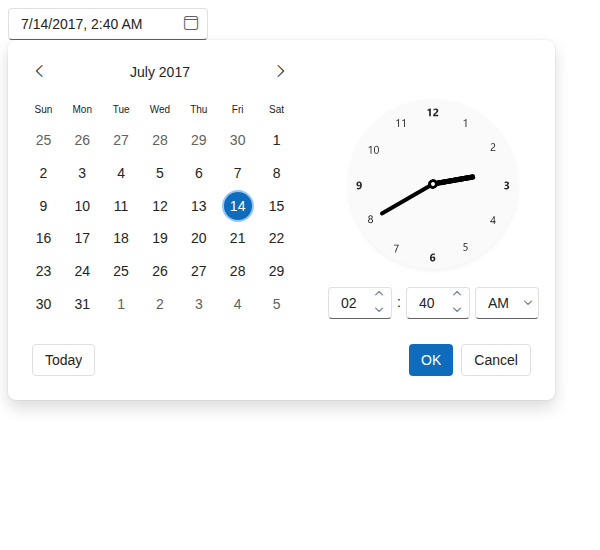 7/14/2017, 2:40 AM
July 2017
Sun Mon Tue Wed Thu Fri Sat
25 26 27 28 29 30 1
2 3 4 5 6 7 8
9 10 11 12 13 14 15
16 17 18 19 20 21 22
23 24 25 26 27 28 29
30 31 1 2 3 4 5
12
11 1
10 2
9 3
8 4
7 5
6
02 : 40 AM
Today
OK Cancel